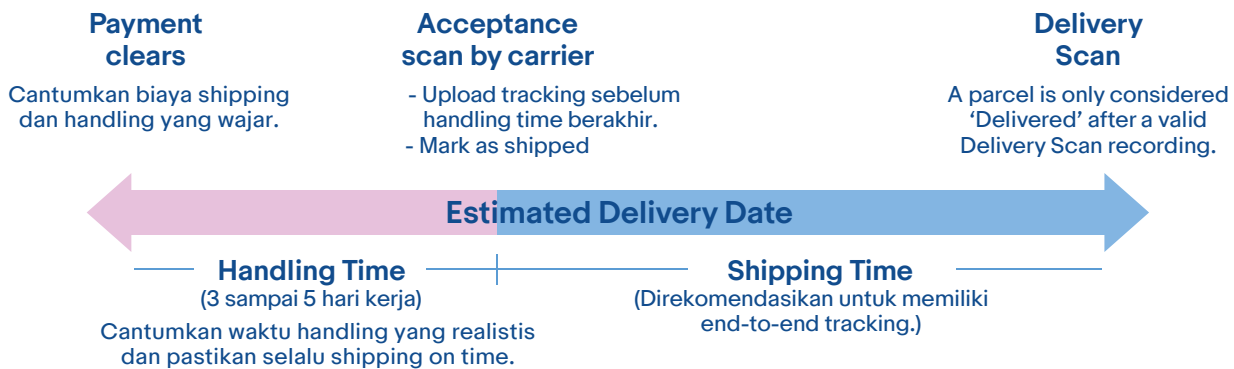 Payment
clears
Cantumkan biaya shipping
dan handling yang wajar.
Acceptance
scan by carrier
- Upload tracking sebelum
handling time berakhir.
- Mark as shipped
Delivery
Scan
A parcel is only considered
‘Delivered’ after a valid
Delivery Scan recording.
Estimated Delivery Date
Handling Time
(3 sampai 5 hari kerja)
Cantumkan waktu handling yang realistis
dan pastikan selalu shipping on time.
Shipping Time
(Direkomendasikan untuk memiliki
end-to-end tracking.)